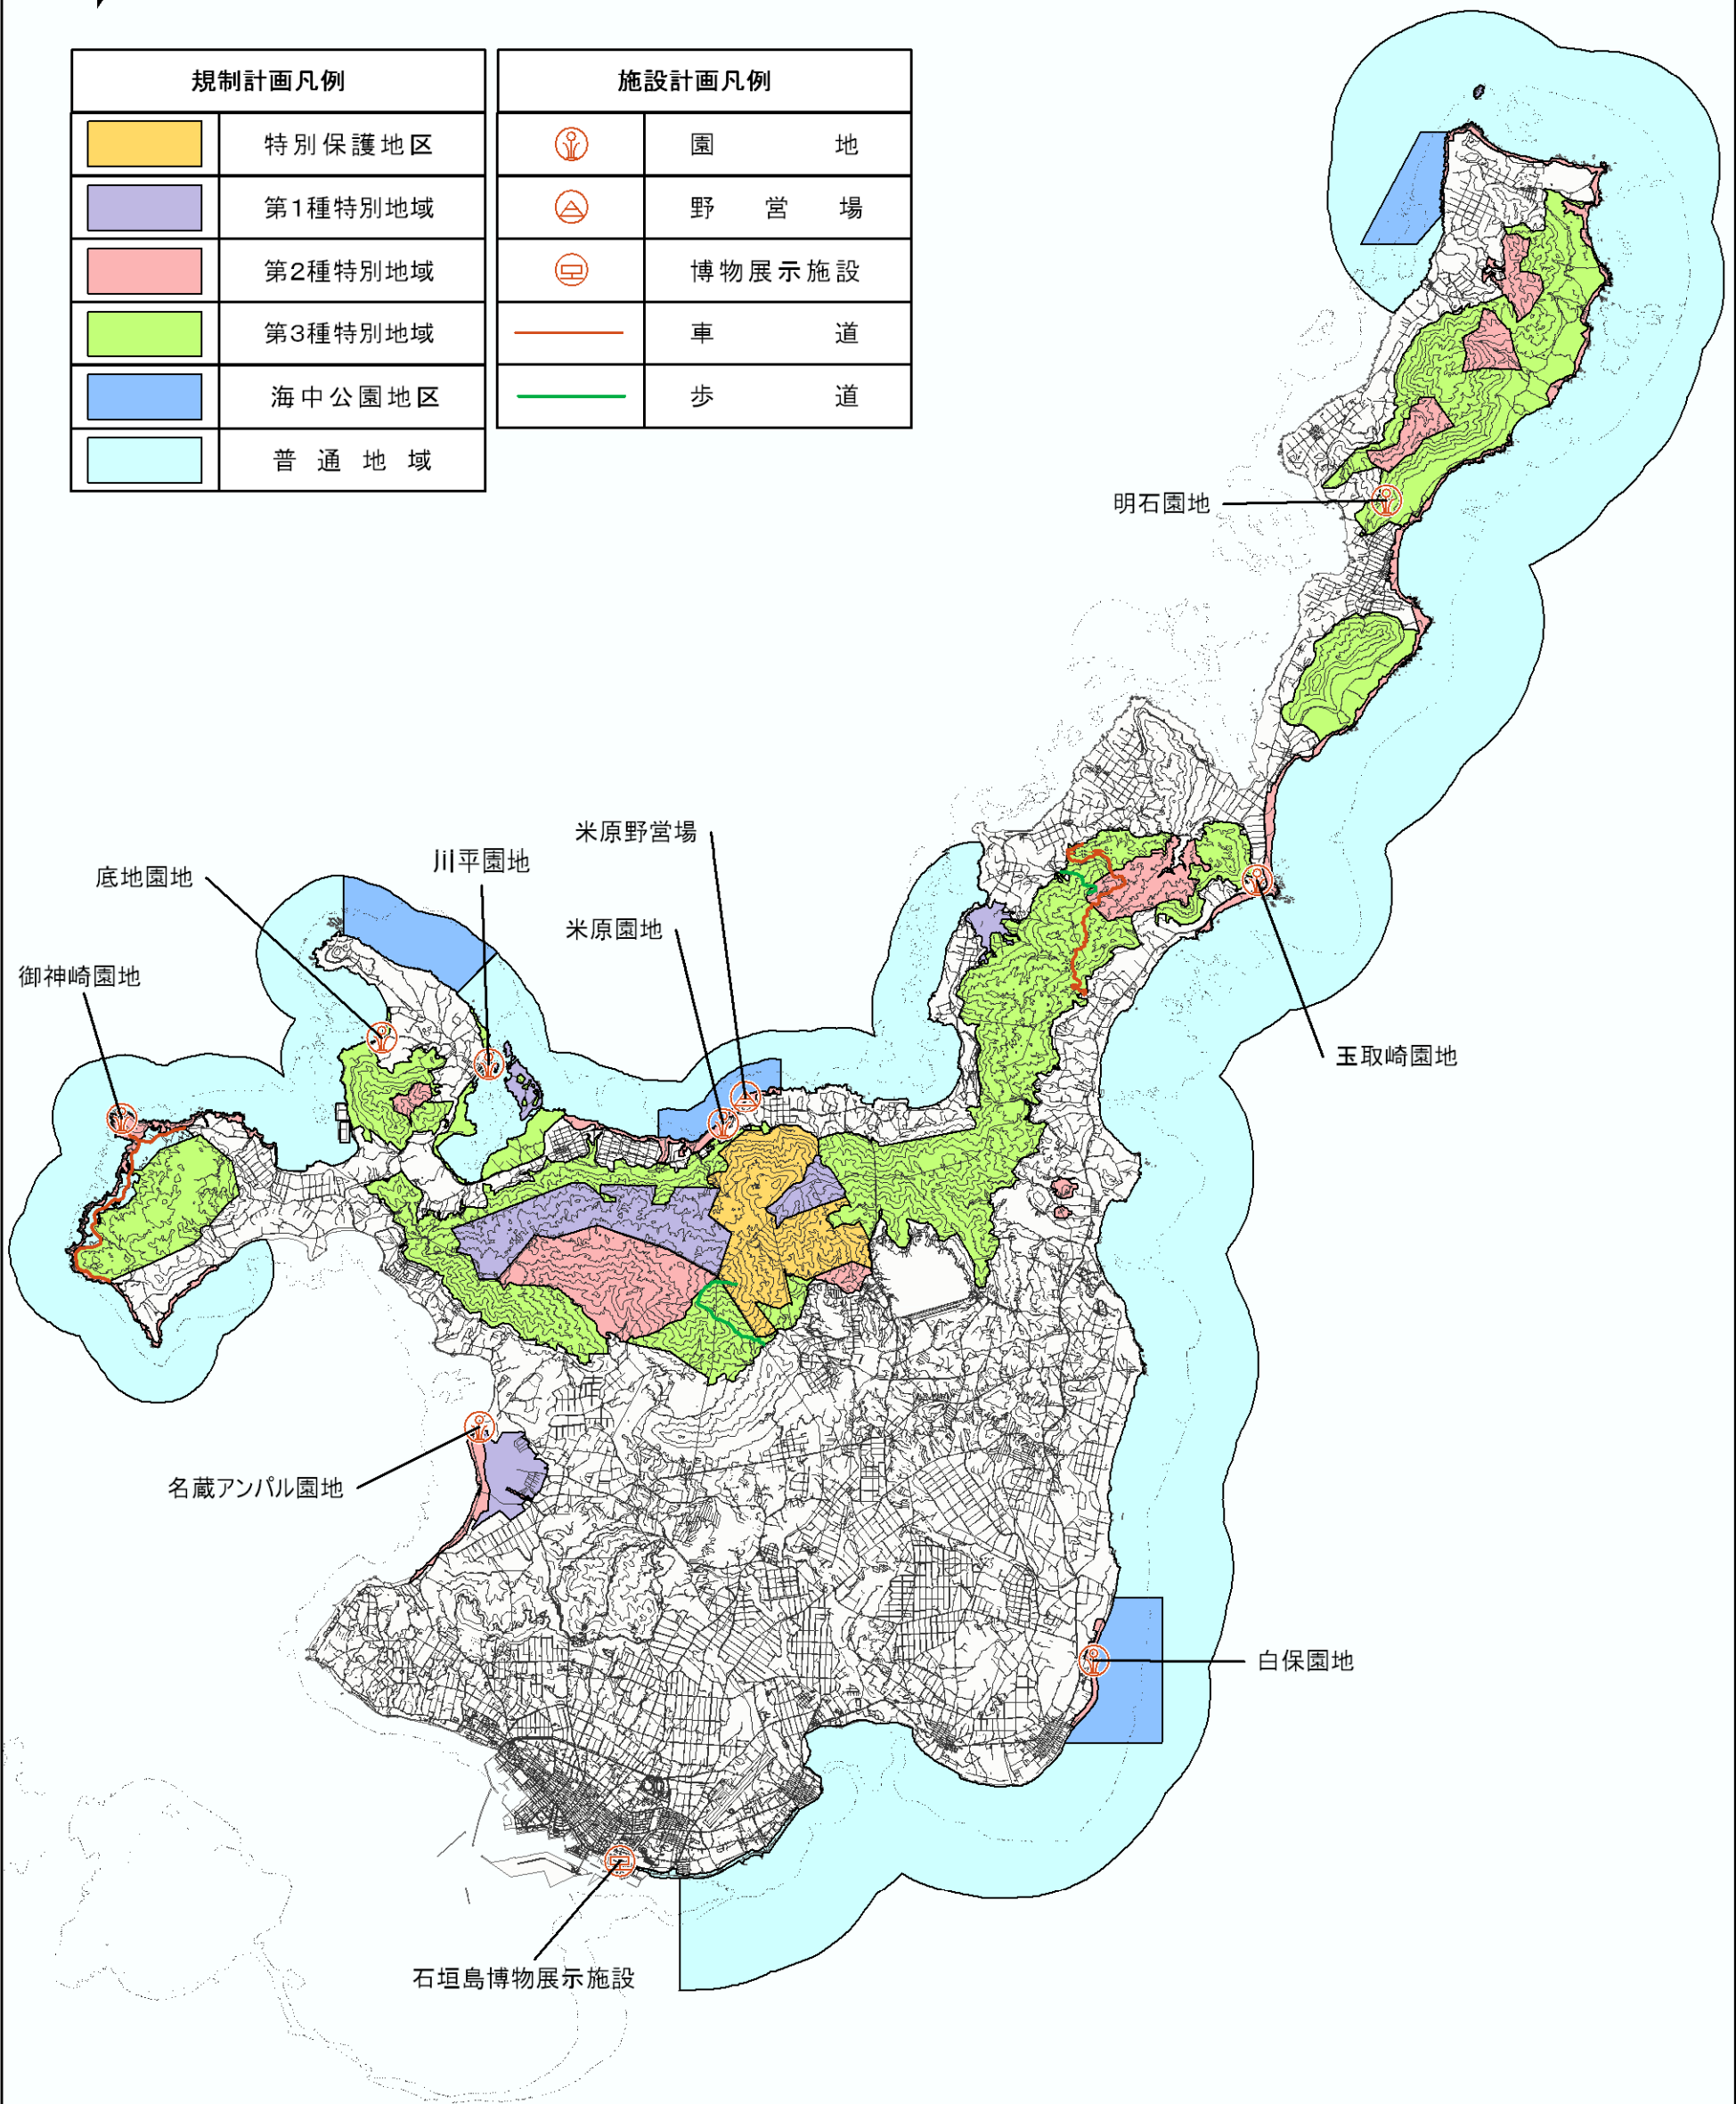 規制計画凡例
特別保護地区
第1種特別地域
第2種特別地域
第3種特別地域
海中公園地区
普通地域
施設計画凡例
園地
野営場
博物展示施設
車道
歩道
明石園地
米原野営場
川平園地
底地園地
米原園地
御神崎園地
玉取崎園地
名蔵アンパル園地
白保園地
石垣島博物展示施設